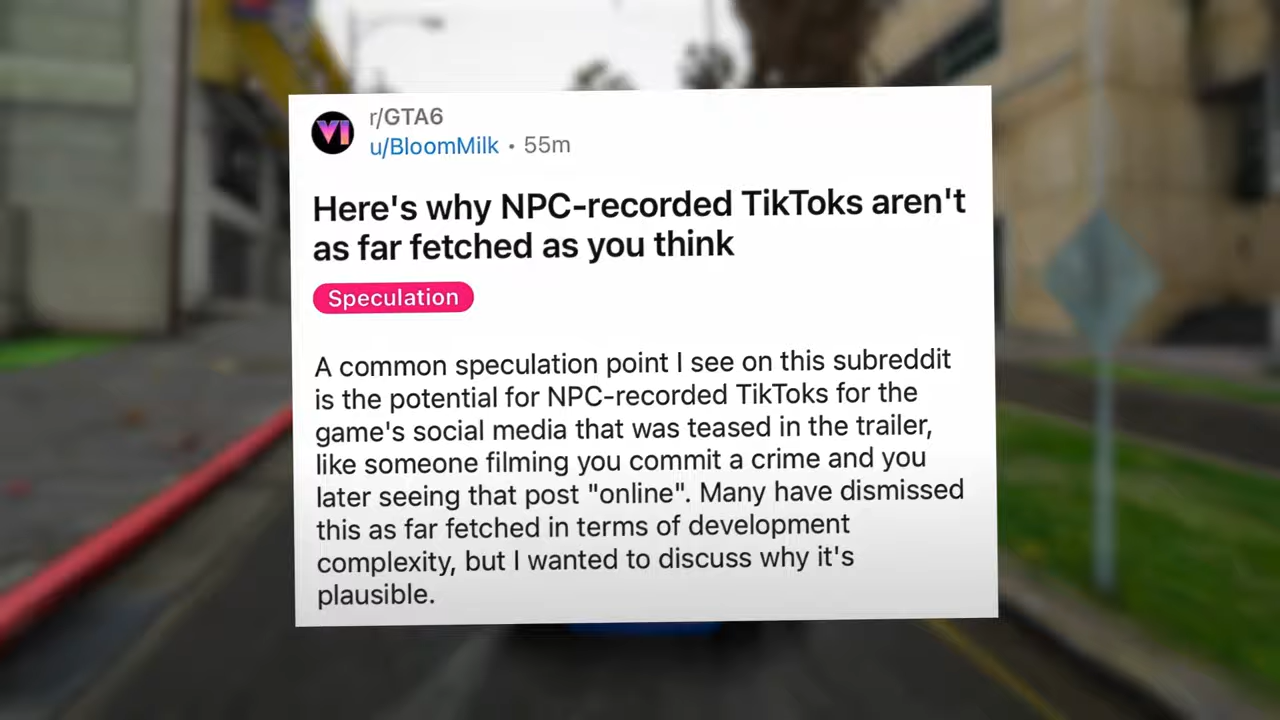 VI
r/GTA6
u/BloomMilk • 55m
Here's why NPC-recorded TikToks aren't
as far fetched as you think
Speculation
A common speculation point I see on this subreddit
is the potential for NPC-recorded TikToks for the
game's social media that was teased in the trailer,
like someone filming you commit a crime and you
later seeing that post "online". Many have dismissed
this as far fetched in terms of development
complexity, but I wanted to discuss why it's
plausible.